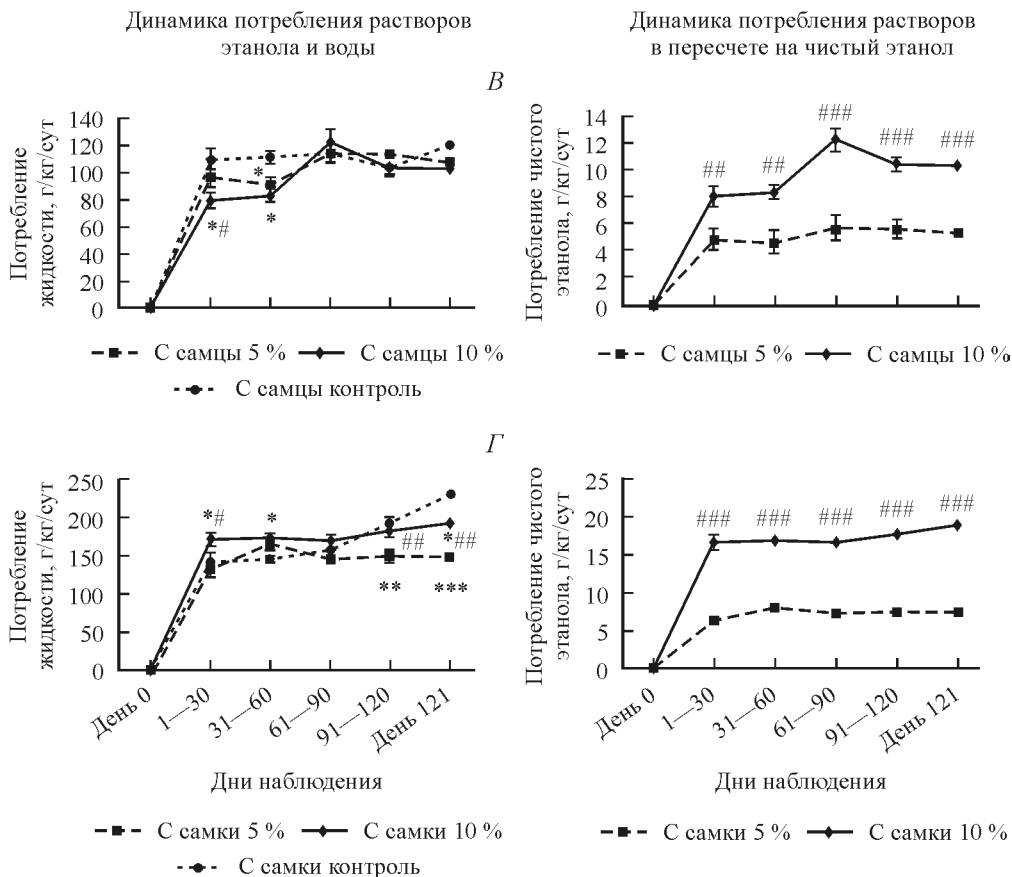 Динамика потребления растворов
этанола и воды
Динамика потребления растворов
в пересчете на чистый этанол
В
Потребление
жидкости, г/кг/сут
140
120
100
80
60
40
20
0
*
*#
*
С самцы 5 %
С самцы 10 %
С самцы контроль
Потребление чистого
этанола, г/кг/сут
14
12
10
8
6
4
2
0
##
##
###
###
###
С самцы 5 %
С самцы 10 %
Г
Потребление
жидкости, г/кг/сут
250
200
150
100
50
0
*#
*
##
*##
**
***
День 0
1—30
31—60
61—90
91—120
День 121
Дни наблюдения
С самки 5 %
С самки 10 %
С самки контроль
Потребление чистого
этанола, г/кг/сут
25
20
15
10
5
0
###
###
###
###
###
День 0
1—30
31—60
61—90
91—120
День 121
Дни наблюдения
С самки 5 %
С самки 10 %